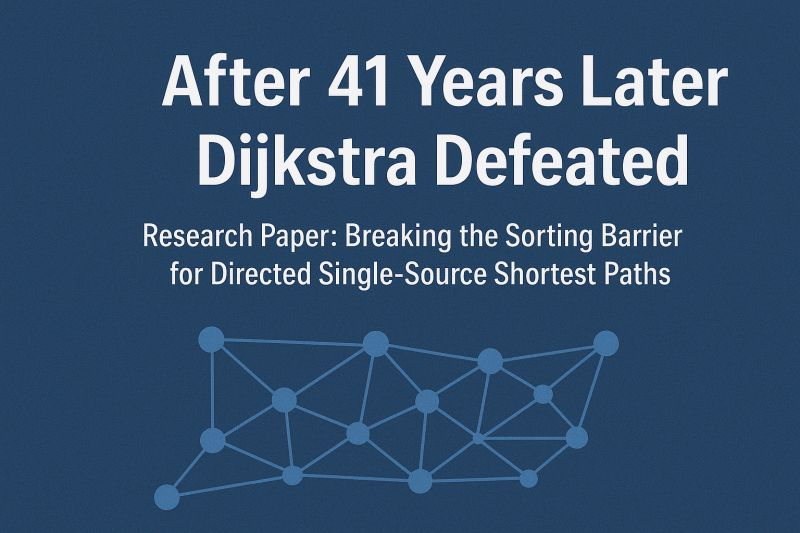 After 41 Years Later
Dijkstra Defeated
Research Paper: Breaking the Sorting Barrier
for Directed Single-Source Shortest Paths